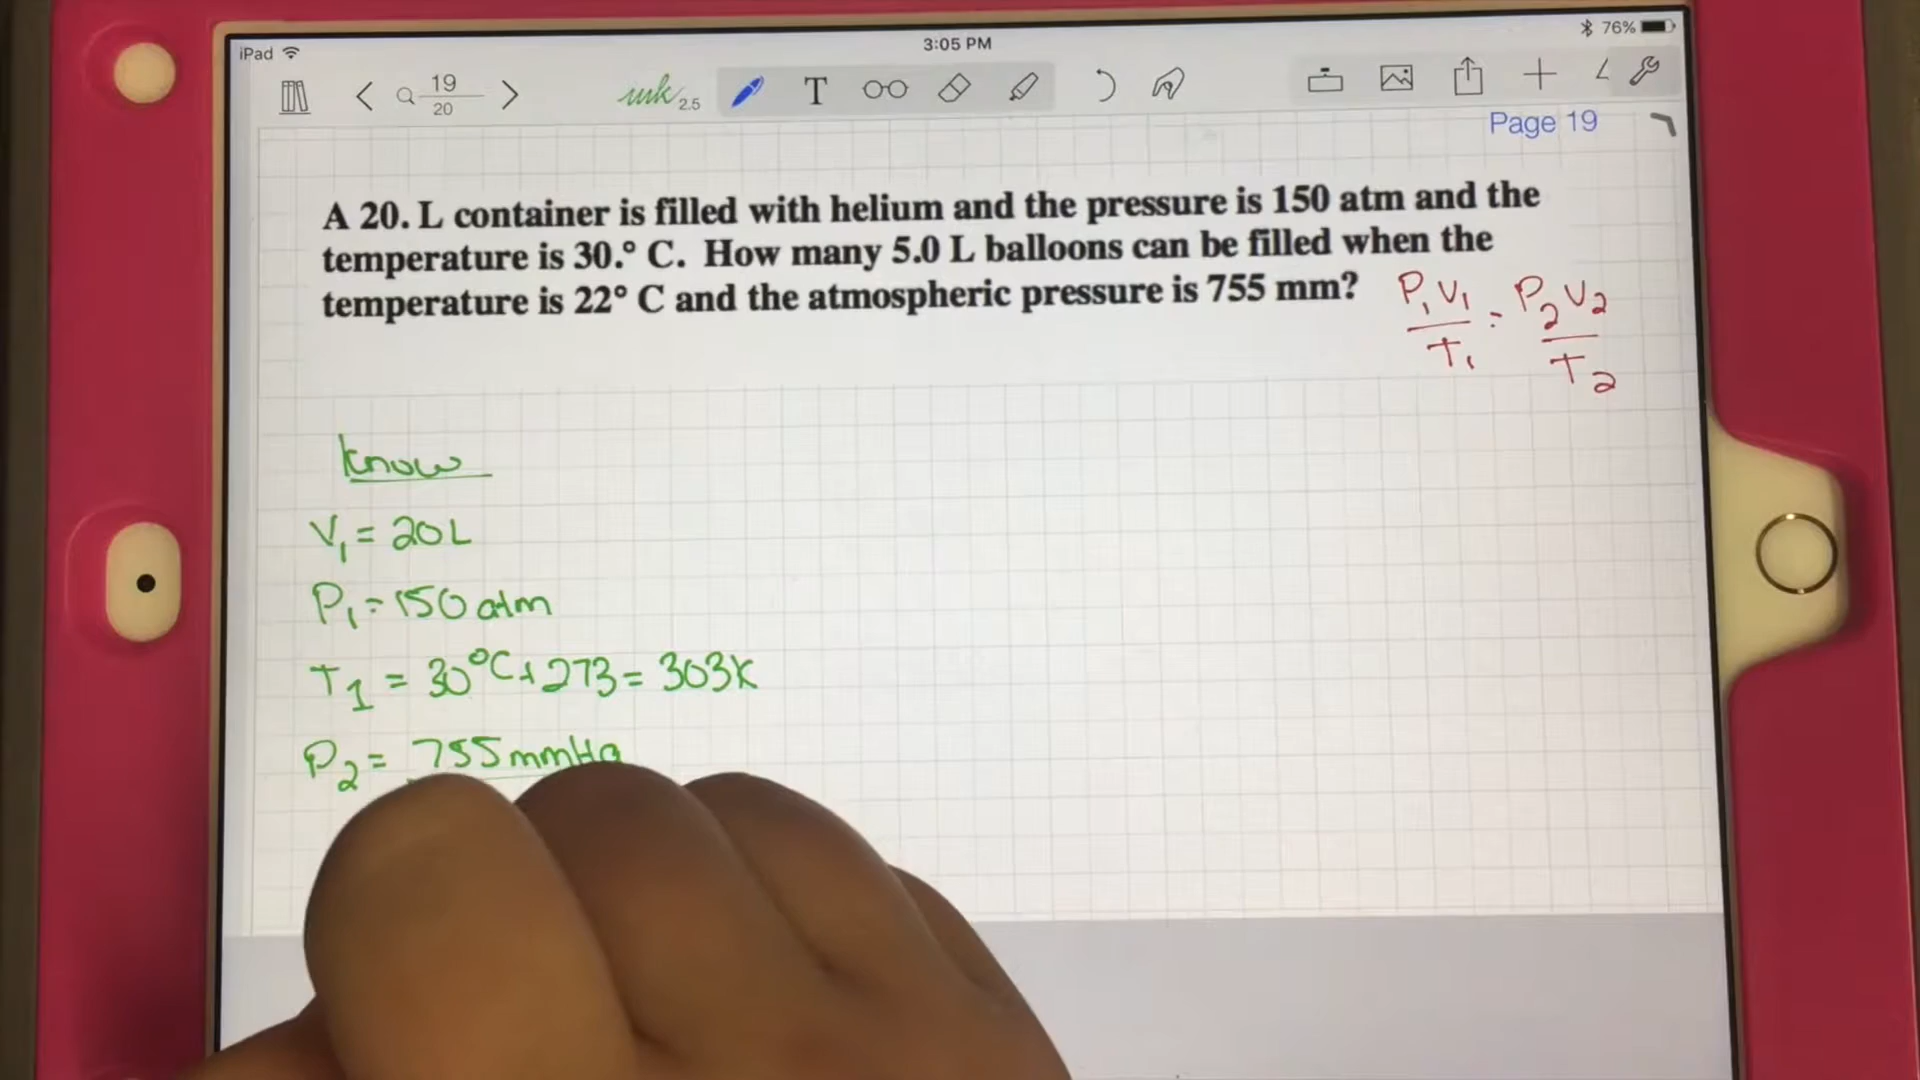 iPad
3:05 PM
76%
19
20
ink 2.5
T
Page 19
A 20. L container is filled with helium and the pressure is 150 atm and the
temperature is 30.° C. How many 5.0 L balloons can be filled when the
temperature is 22° C and the atmospheric pressure is 755 mm?
P₁V₁/T₁ = P₂V₂/T₂
know
V₁ = 20L
P₁ = 150 atm
T₁ = 30°C + 273 = 303K
P₂ = 755 mmHg